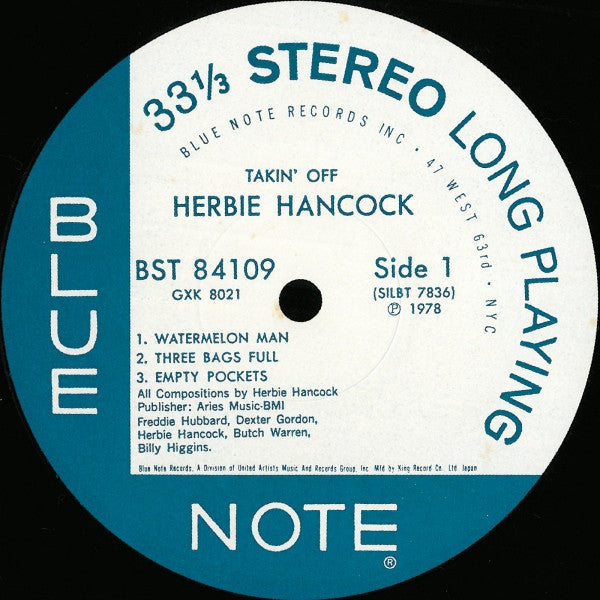 33⅓ STEREO LONG PLAYING
BLUE NOTE RECORDS INC • 47 WEST 63rd • NYC
TAKIN' OFF
HERBIE HANCOCK
BST 84109
GXK 8021
Side 1
(SILBT 7836)
Ⓟ 1978
1. WATERMELON MAN
2. THREE BAGS FULL
3. EMPTY POCKETS
All Compositions by Herbie Hancock
Publisher: Aries Music-BMI
Freddie Hubbard, Dexter Gordon,
Herbie Hancock, Butch Warren,
Billy Higgins.
Blue Note Records, A Division of United Artists Music And Records Group, Inc. Mfd by King Record Co. Ltd Japan
BLUE
NOTE®